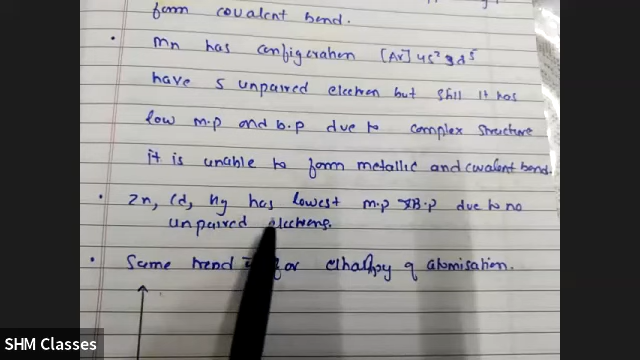 form covalent bond.
• Mn has configuration [Ar] 4s² 3d⁵
have 5 unpaired electron but still it has
low m.p and b.p due to complex structure
it is unable to form metallic and covalent bond.
• Zn, Cd, Hg has lowest m.p & B.p due to no
unpaired electrons.
• Same trend for enthalpy of atomisation.
SHM Classes